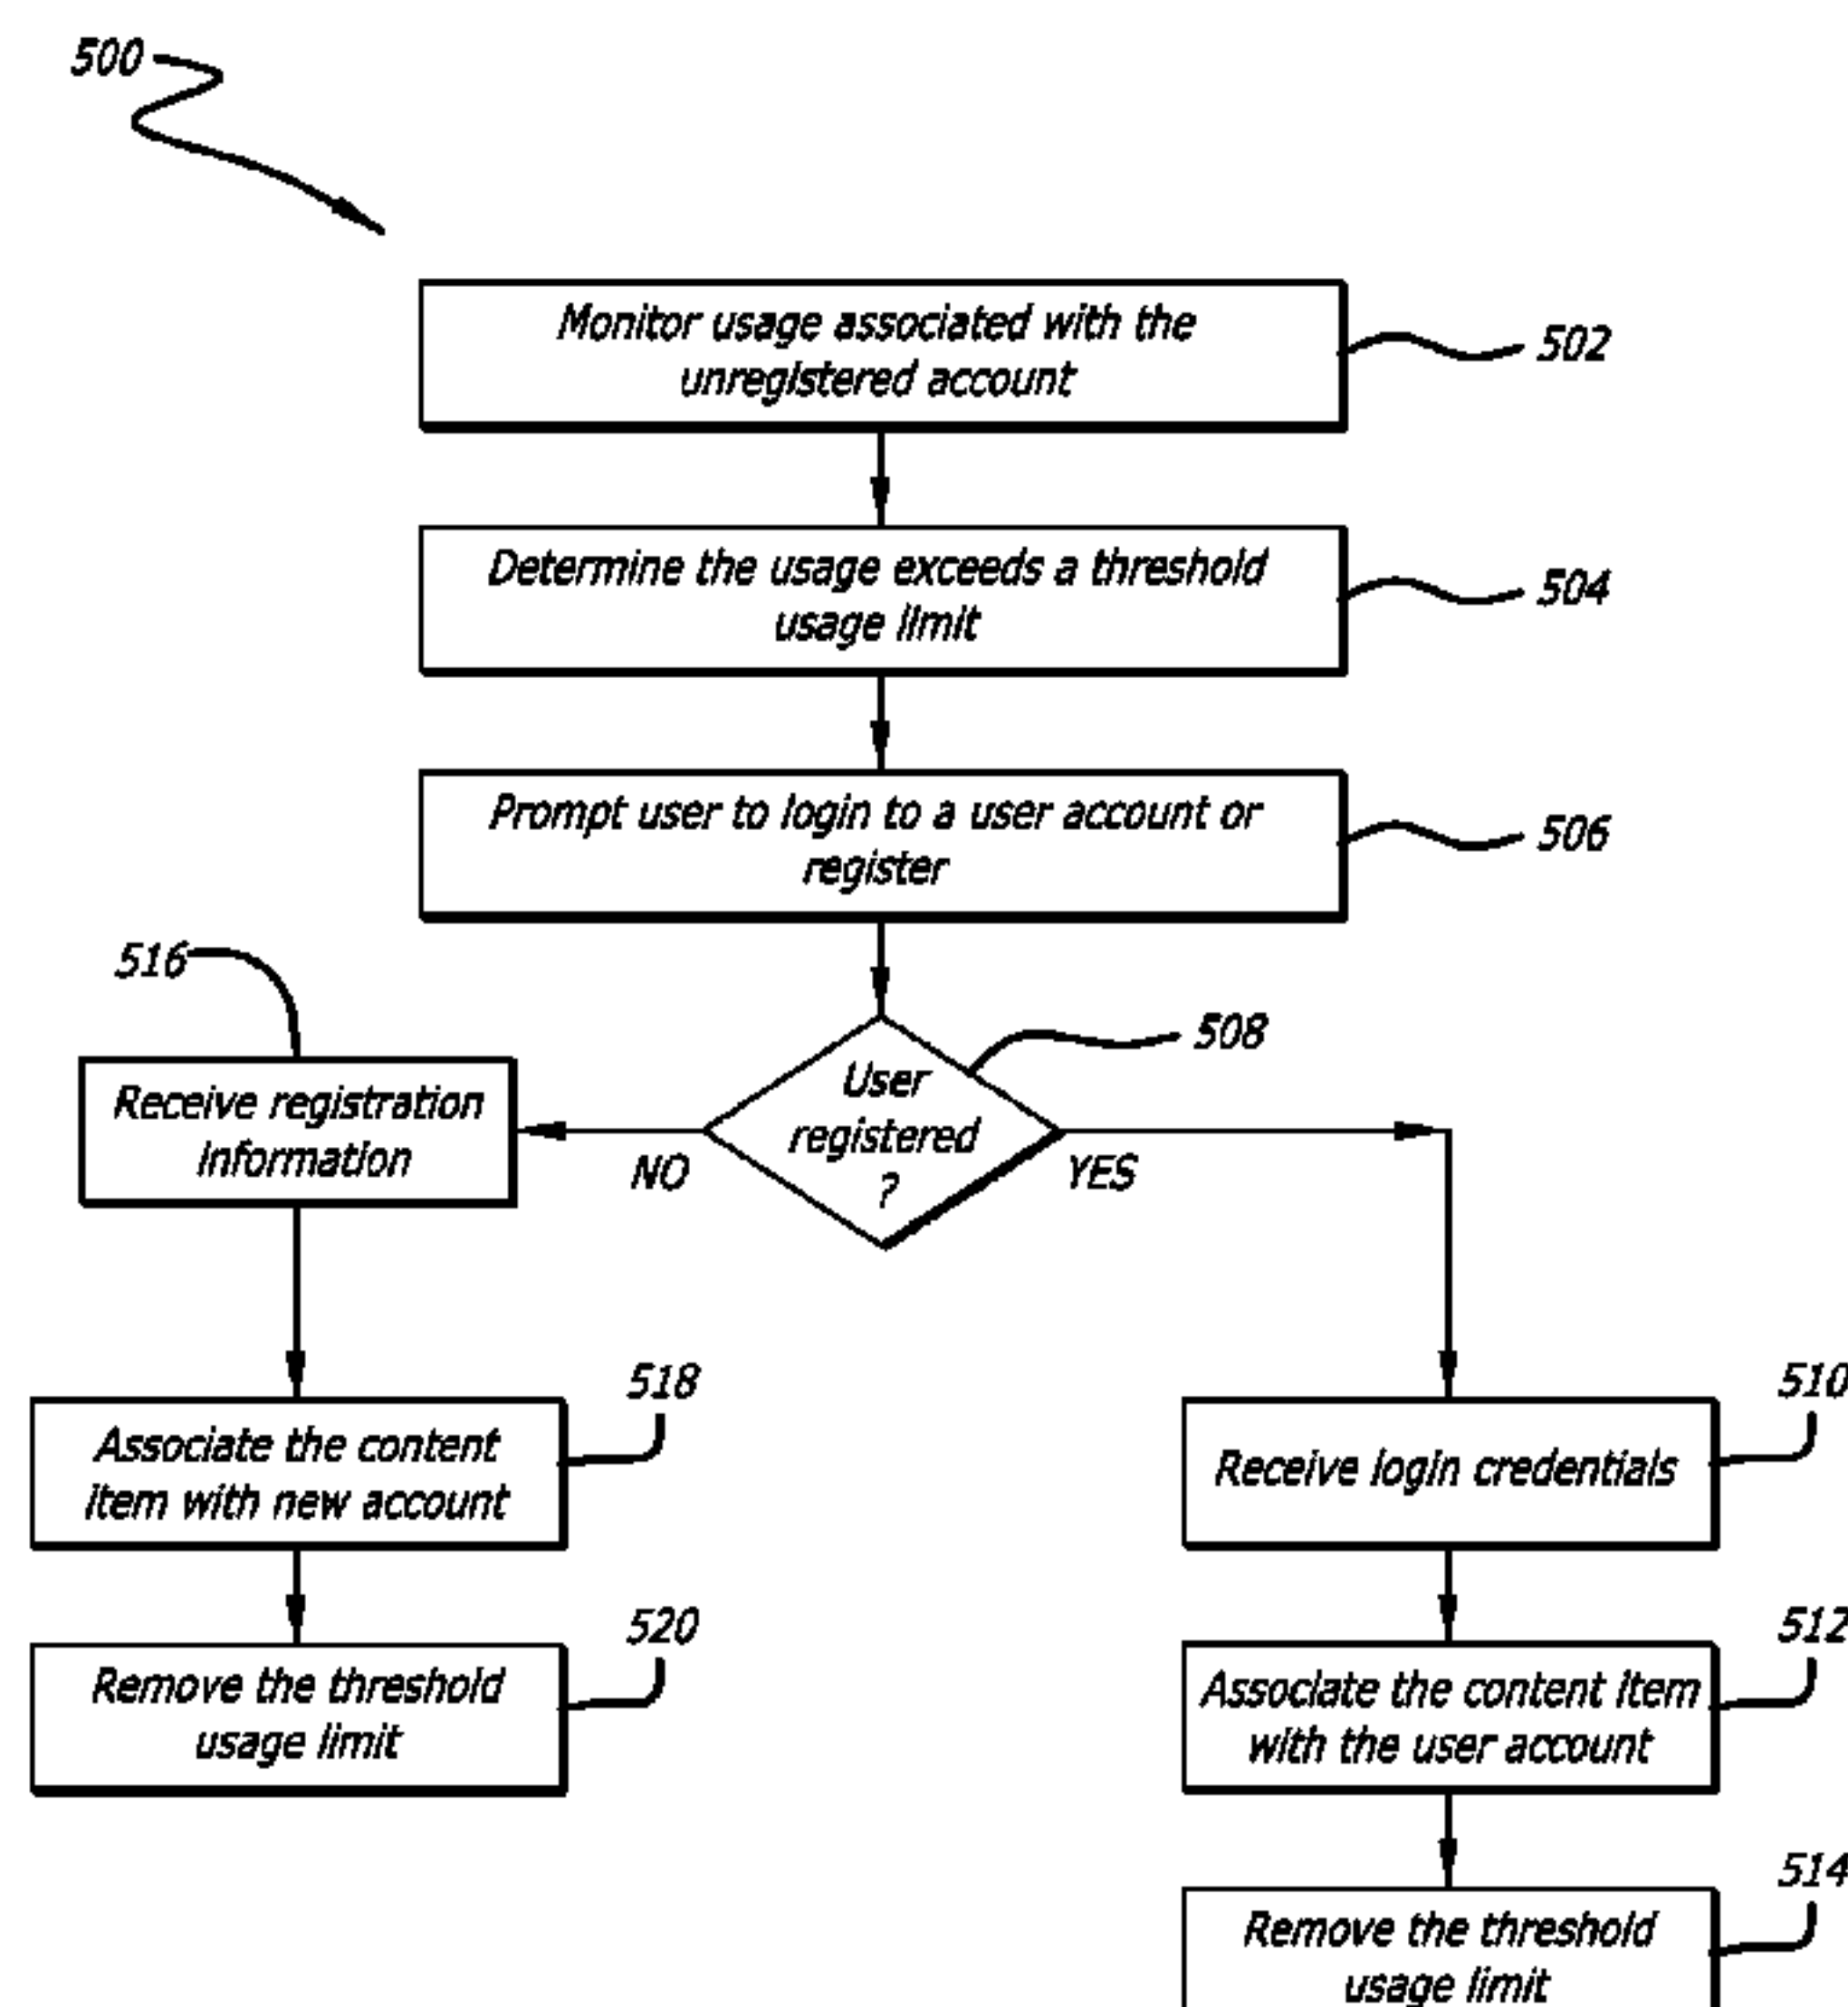 500
Monitor usage associated with the
unregistered account
502
Determine the usage exceeds a threshold
usage limit
504
Prompt user to login to a user account or
register
506
516
508
Receive registration
information
User
registered
?
NO
YES
518
510
Associate the content
item with new account
Receive login credentials
520
512
Remove the threshold
usage limit
Associate the content item
with the user account
514
Remove the threshold
usage limit